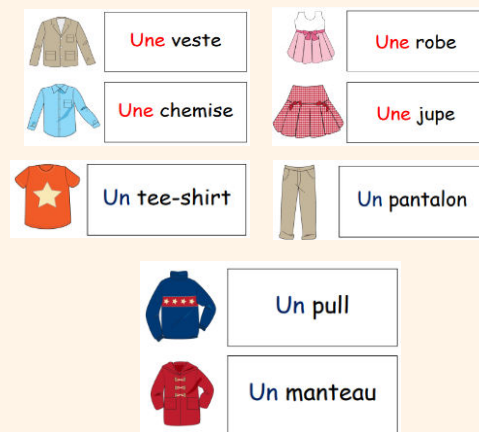 Une veste
Une robe
Une chemise
Une jupe
Un tee-shirt
Un pantalon
Un pull
Un manteau